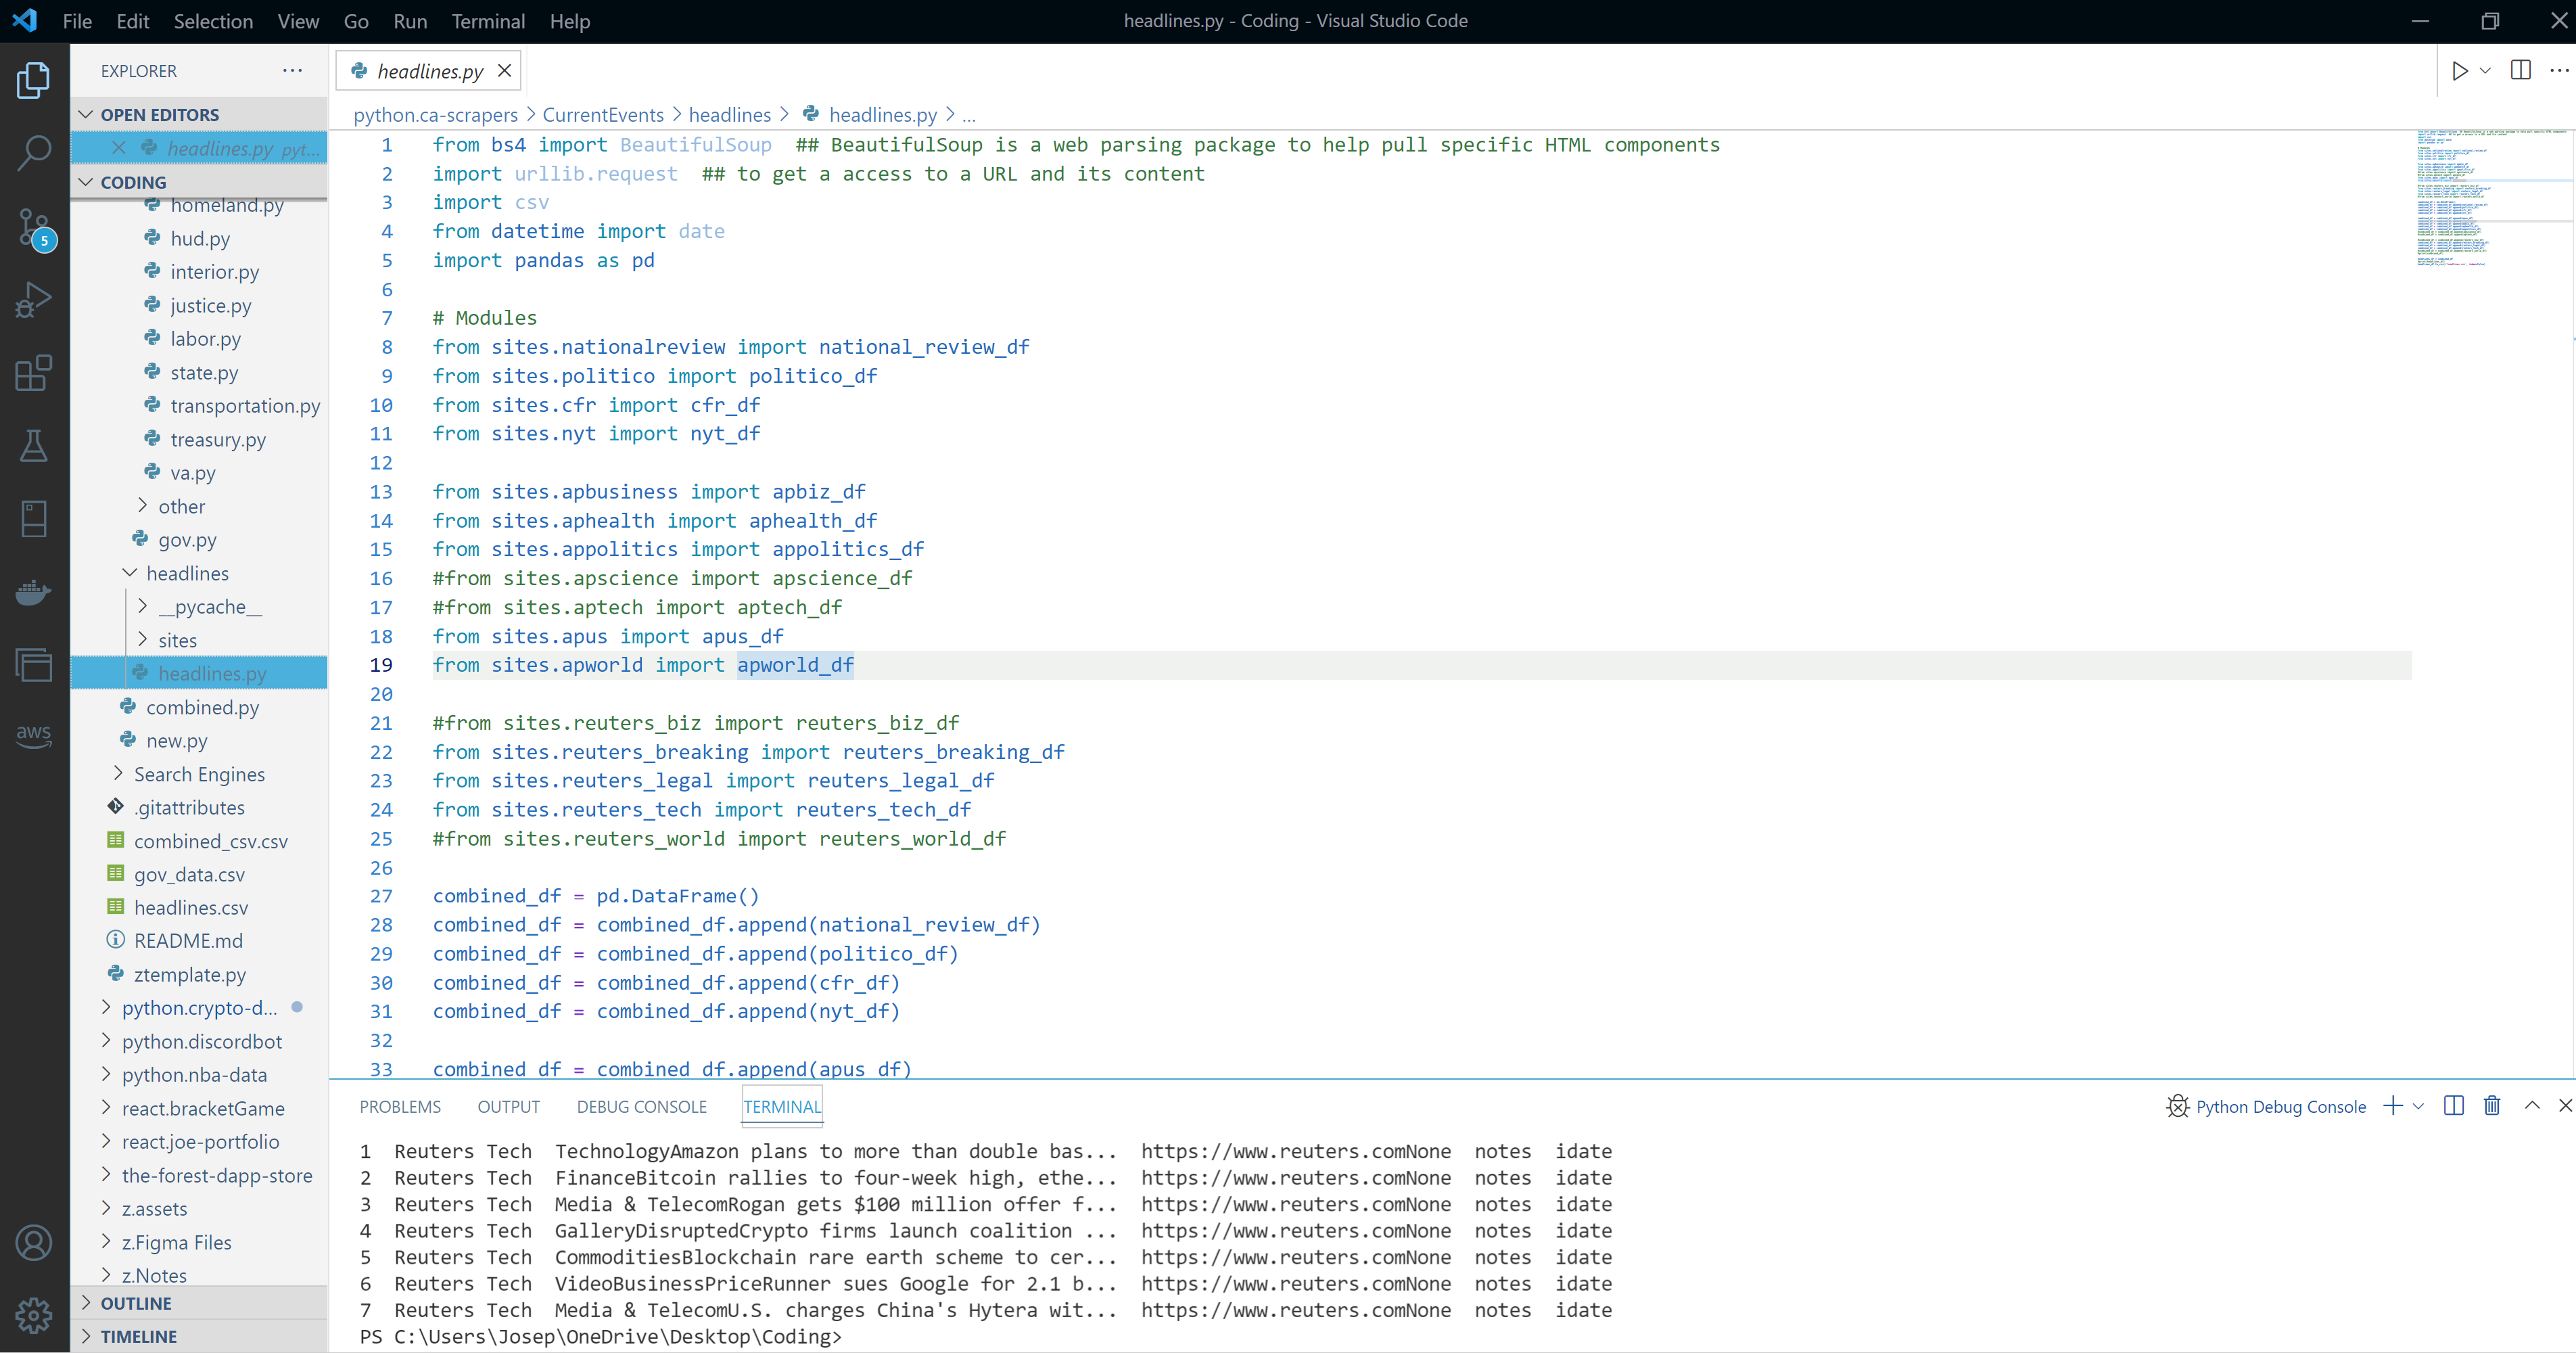 File Edit Selection View Go Run Terminal Help
headlines.py - Coding - Visual Studio Code
EXPLORER
OPEN EDITORS
headlines.py pyt...
CODING
homeland.py
hud.py
interior.py
justice.py
labor.py
state.py
transportation.py
treasury.py
va.py
other
gov.py
headlines
__pycache__
sites
headlines.py
combined.py
new.py
Search Engines
.gitattributes
combined_csv.csv
gov_data.csv
headlines.csv
README.md
ztemplate.py
python.crypto-d...
python.discordbot
python.nba-data
react.bracketGame
react.joe-portfolio
the-forest-dapp-store
z.assets
z.Figma Files
z.Notes
OUTLINE
TIMELINE
5
aws
headlines.py
python.ca-scrapers > CurrentEvents > headlines > headlines.py > ...
1 from bs4 import BeautifulSoup ## BeautifulSoup is a web parsing package to help pull specific HTML components
2 import urllib.request ## to get a access to a URL and its content
3 import csv
4 from datetime import date
5 import pandas as pd
6
7 # Modules
8 from sites.nationalreview import national_review_df
9 from sites.politico import politico_df
10 from sites.cfr import cfr_df
11 from sites.nyt import nyt_df
12
13 from sites.apbusiness import apbiz_df
14 from sites.aphealth import aphealth_df
15 from sites.appolitics import appolitics_df
16 #from sites.apscience import apscience_df
17 #from sites.aptech import aptech_df
18 from sites.apus import apus_df
19 from sites.apworld import apworld_df
20
21 #from sites.reuters_biz import reuters_biz_df
22 from sites.reuters_breaking import reuters_breaking_df
23 from sites.reuters_legal import reuters_legal_df
24 from sites.reuters_tech import reuters_tech_df
25 #from sites.reuters_world import reuters_world_df
26
27 combined_df = pd.DataFrame()
28 combined_df = combined_df.append(national_review_df)
29 combined_df = combined_df.append(politico_df)
30 combined_df = combined_df.append(cfr_df)
31 combined_df = combined_df.append(nyt_df)
32
33 combined_df = combined_df.append(apus_df)
PROBLEMS OUTPUT DEBUG CONSOLE TERMINAL
Python Debug Console
1 Reuters Tech TechnologyAmazon plans to more than double bas... https://www.reuters.comNone notes idate
2 Reuters Tech FinanceBitcoin rallies to four-week high, ethe... https://www.reuters.comNone notes idate
3 Reuters Tech Media & TelecomRogan gets $100 million offer f... https://www.reuters.comNone notes idate
4 Reuters Tech GalleryDisruptedCrypto firms launch coalition ... https://www.reuters.comNone notes idate
5 Reuters Tech CommoditiesBlockchain rare earth scheme to cer... https://www.reuters.comNone notes idate
6 Reuters Tech VideoBusinessPriceRunner sues Google for 2.1 b... https://www.reuters.comNone notes idate
7 Reuters Tech Media & TelecomU.S. charges China's Hytera wit... https://www.reuters.comNone notes idate
PS C:\Users\Josep\OneDrive\Desktop\Coding>